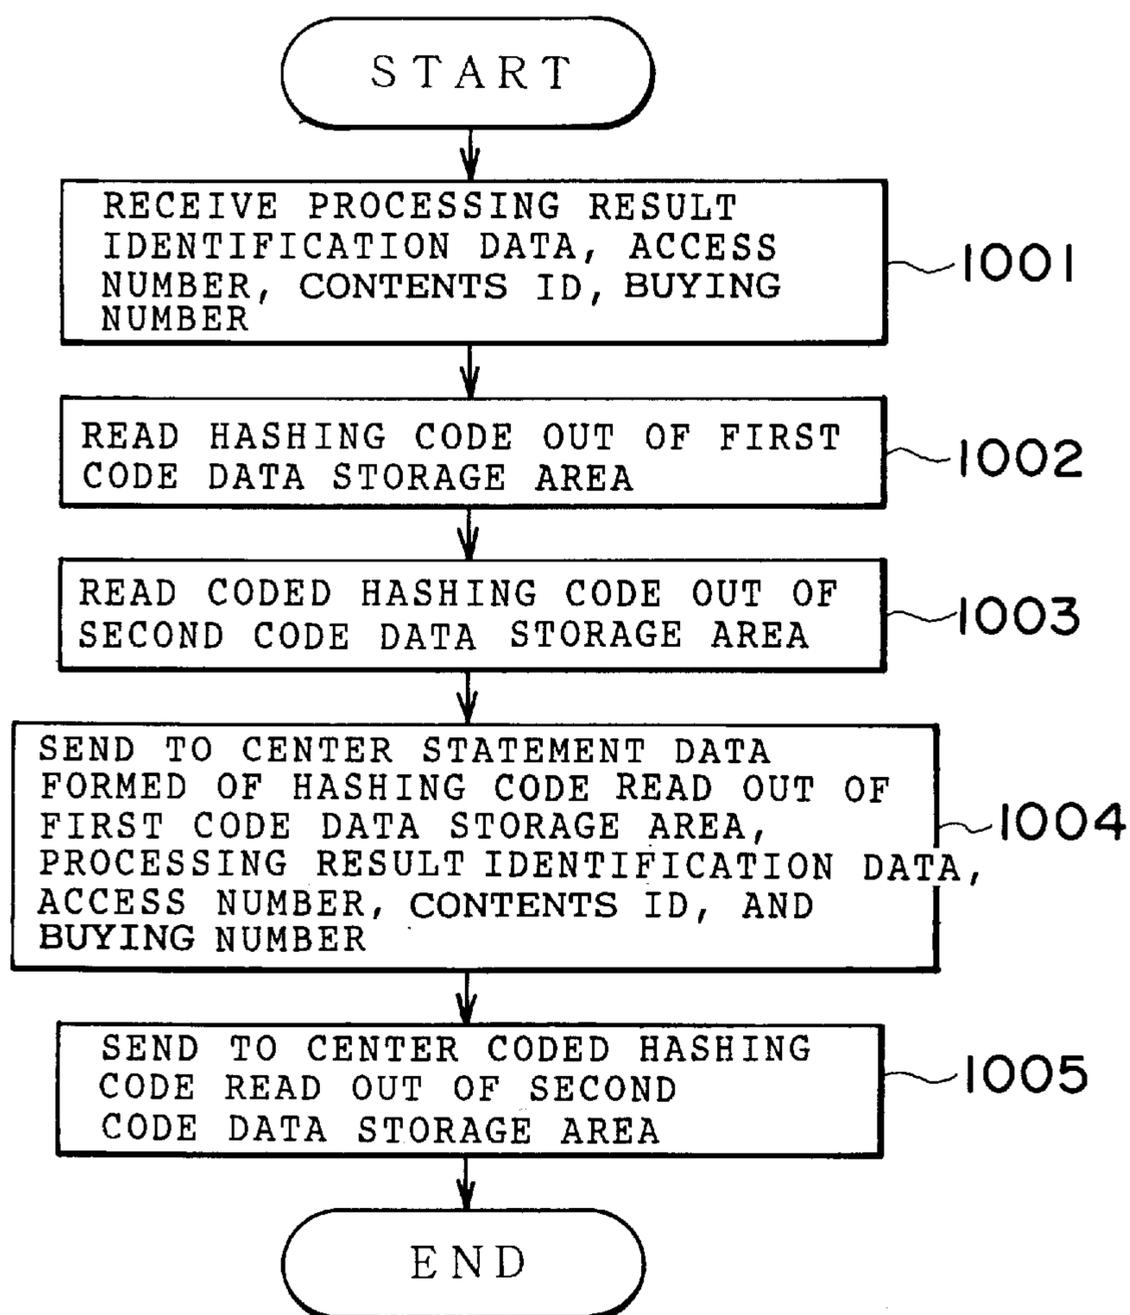 START
RECEIVE PROCESSING RESULT
IDENTIFICATION DATA, ACCESS
NUMBER, CONTENTS ID, BUYING
NUMBER
1001
READ HASHING CODE OUT OF FIRST
CODE DATA STORAGE AREA
1002
READ CODED HASHING CODE OUT OF
SECOND CODE DATA STORAGE AREA
1003
SEND TO CENTER STATEMENT DATA
FORMED OF HASHING CODE READ OUT OF
FIRST CODE DATA STORAGE AREA,
PROCESSING RESULT IDENTIFICATION DATA,
ACCESS NUMBER, CONTENTS ID, AND
BUYING NUMBER
1004
SEND TO CENTER CODED HASHING
CODE READ OUT OF SECOND
CODE DATA STORAGE AREA
1005
END